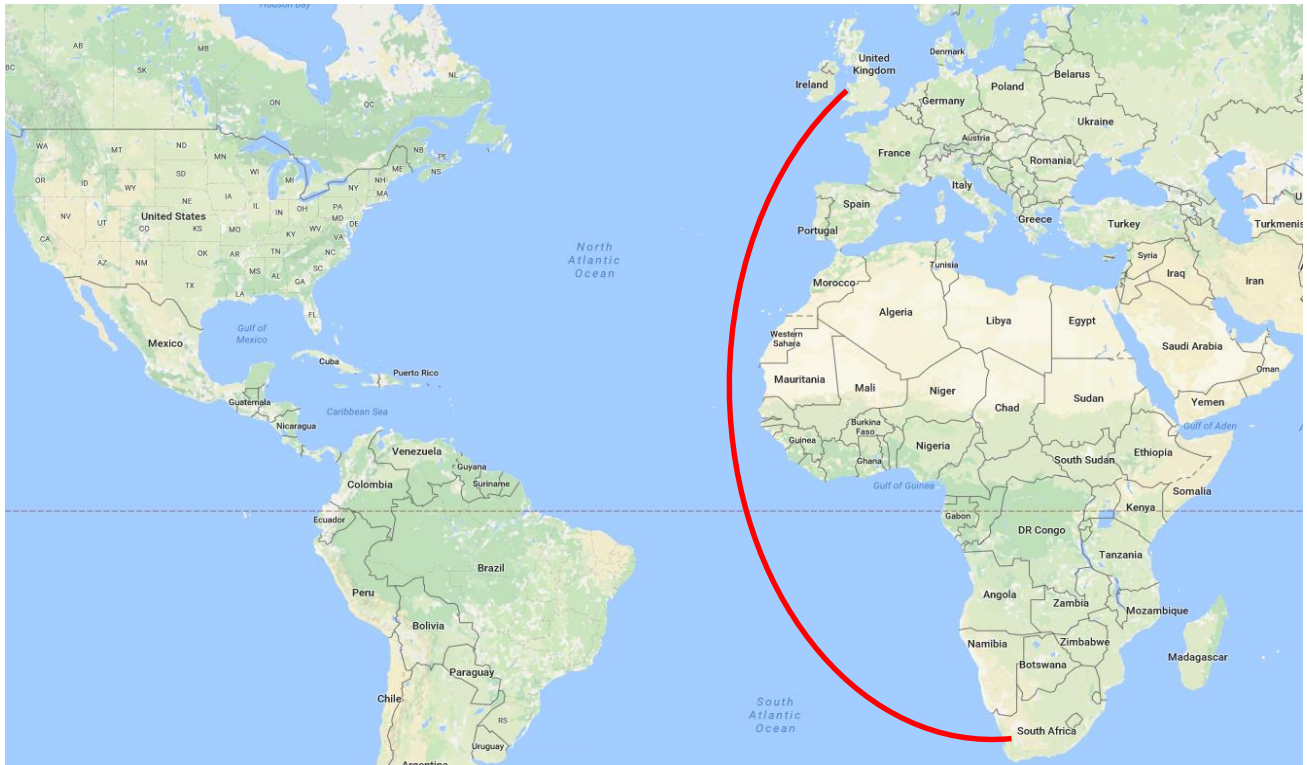 Hudson Bay
AB
MB
SK
BC
NL
ON
QC
WA
MT
ND
MN
NB
PE
NS
ME
OR
ID
SD
WI
MI
NY
NH
MA
WY
NE
IA
IL
IN
OH
PA
MD
DE
NV
UT
United States
CO
KS
MO
KY
WV
VA
CA
AZ
NM
OK
AR
TN
NC
SC
MS
AL
GA
TX
LA
FL
Gulf of
Mexico
Mexico
Cuba
Puerto Rico
Guatemala
Caribbean Sea
Nicaragua
Venezuela
Guyana
Suriname
Colombia
Ecuador
Brazil
Peru
Bolivia
Paraguay
Chile
RS
Uruguay
Argentina
North
Atlantic
Ocean
South
Atlantic
Ocean
United
Kingdom
Ireland
Denmark
Belarus
Poland
Germany
Ukraine
Austria
France
Romania
Italy
Spain
Portugal
Greece
Turkey
Turkmenis
U
Tunisia
Syria
Iraq
Iran
Morocco
Algeria
Libya
Egypt
Western
Sahara
Saudi Arabia
Oman
Mauritania
Mali
Niger
Chad
Sudan
Yemen
Gulf of Aden
A
Burkina
Faso
Guinea
Ghana
Nigeria
South Sudan
Ethiopia
Somalia
Gulf of Guinea
Gabon
Kenya
DR Congo
Tanzania
Angola
Zambia
Mozambique
Namibia
Zimbabwe
Botswana
Madagascar
South Africa